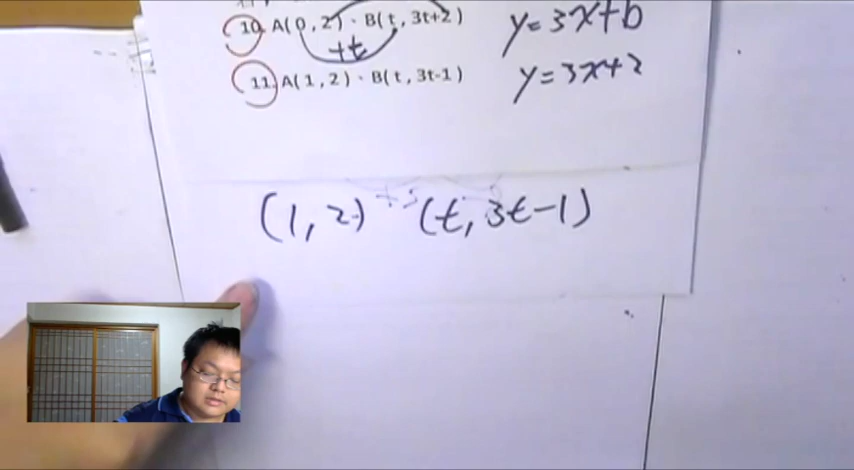 10. A(0, 2)、B(t, 3t+2)
+t
y=3x+b
11. A(1, 2)、B(t, 3t-1)
y=3x+2
(1, 2) (t, 3t-1)